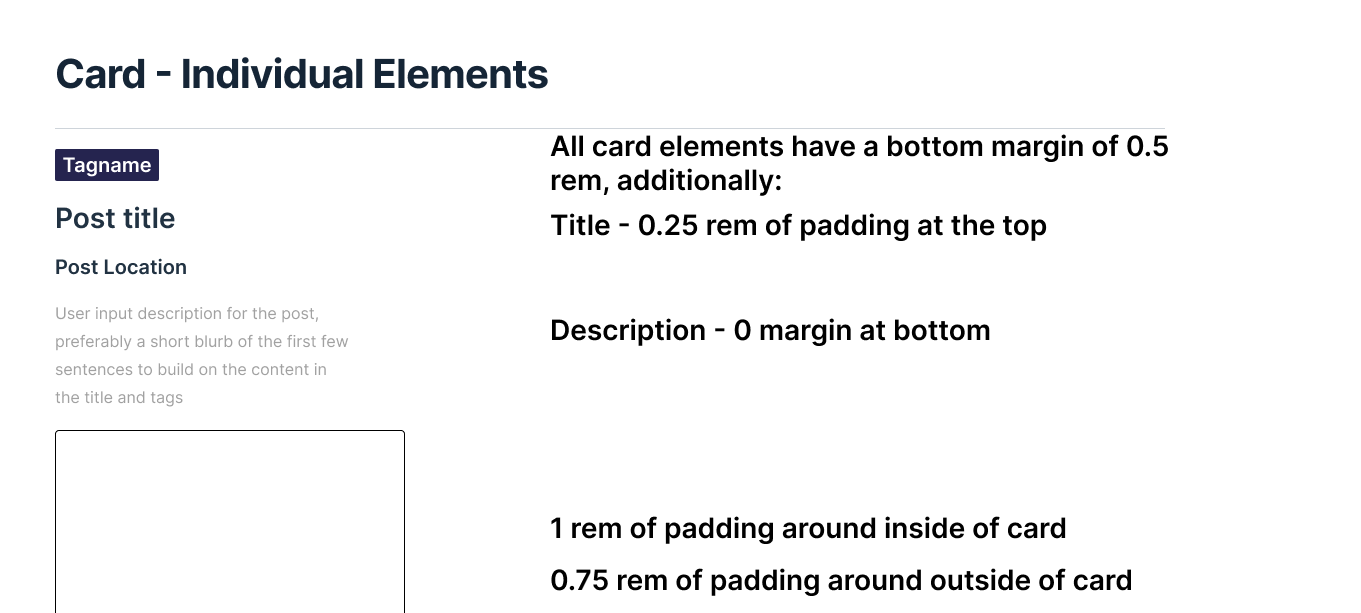 Card - Individual Elements
Tagname
Post title
Post Location
User input description for the post,
preferably a short blurb of the first few
sentences to build on the content in
the title and tags
All card elements have a bottom margin of 0.5
rem, additionally:
Title - 0.25 rem of padding at the top
Description - 0 margin at bottom
1 rem of padding around inside of card
0.75 rem of padding around outside of card